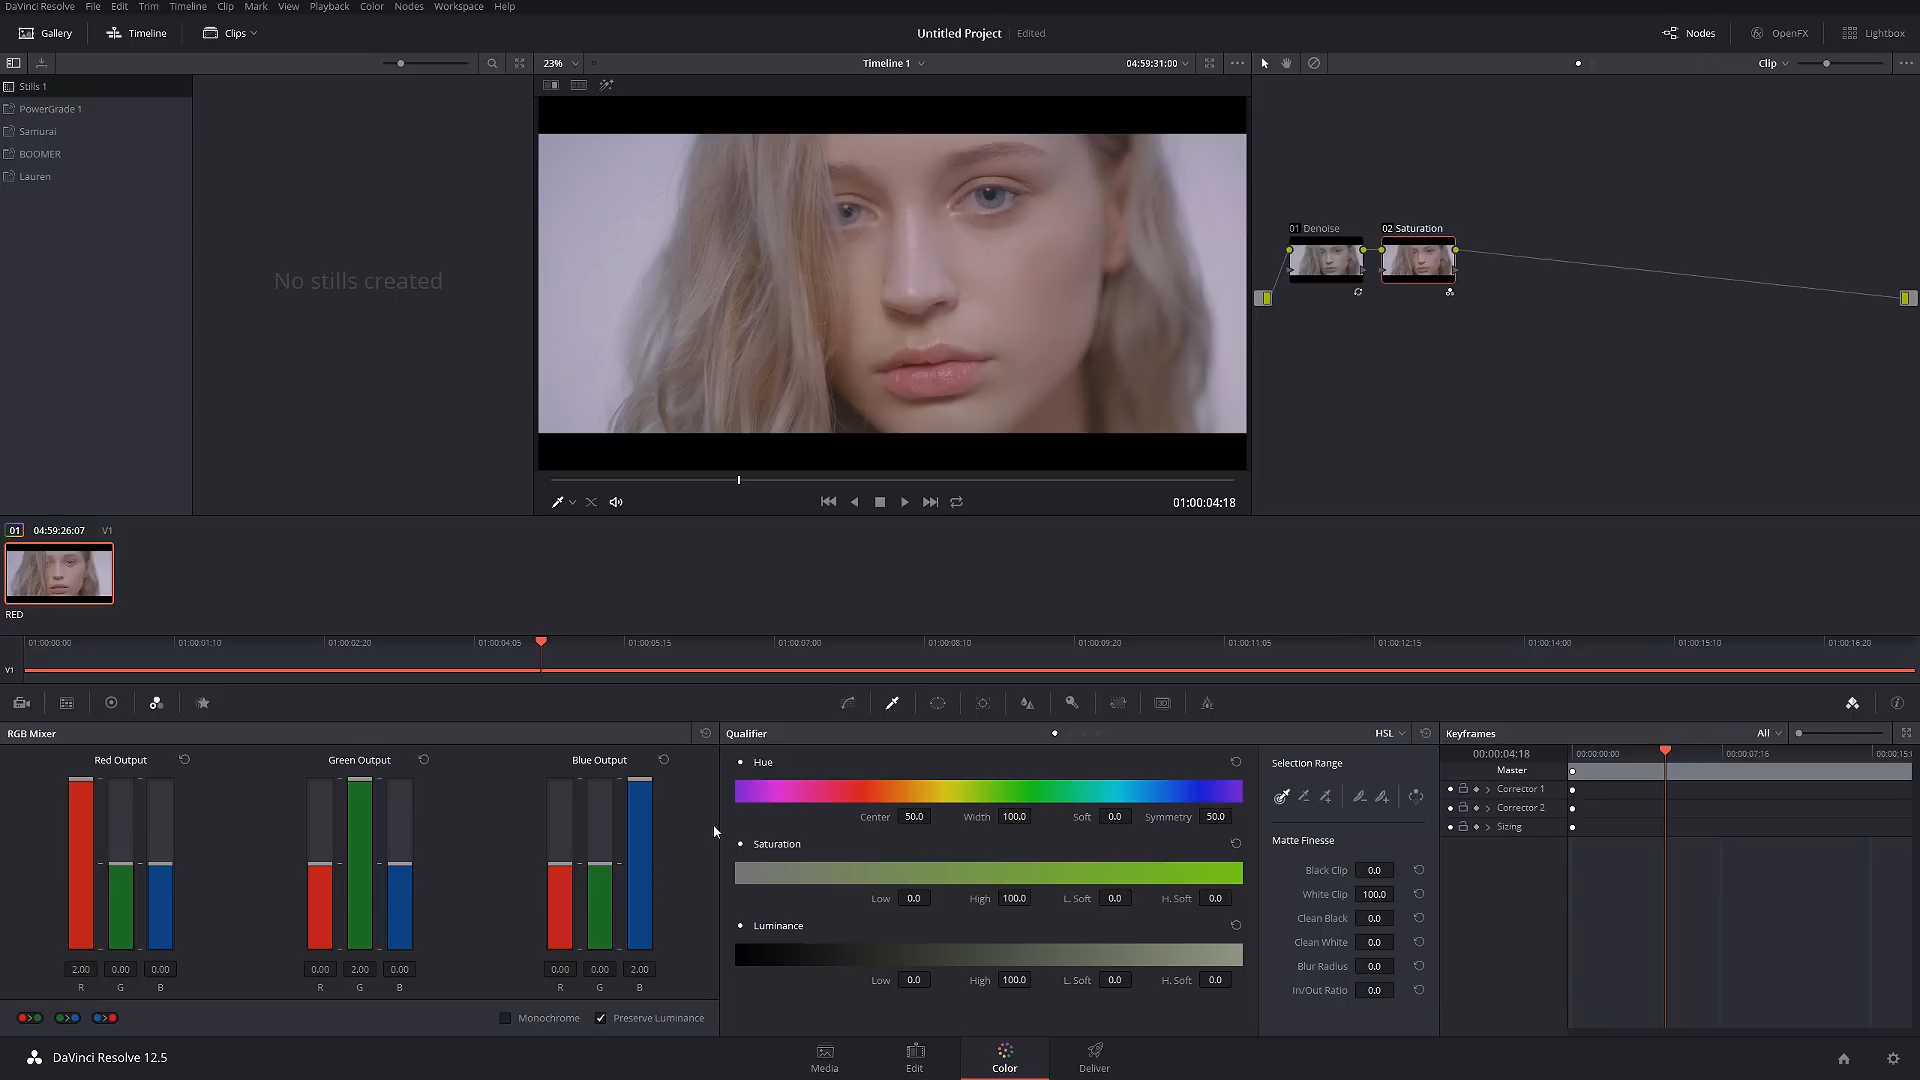 DaVinci Resolve File Edit Trim Timeline Clip Mark View Playback Color Nodes Workspace Help
Gallery Timeline Clips Untitled Project Edited Nodes OpenFX Lightbox
23% Timeline 1 04:59:31:00 Clip
Stills 1
PowerGrade 1
Samurai
BOOMER
Lauren
No stills created
01 Denoise 02 Saturation
01:00:04:18
01 04:59:26:07 V1
RED
01:00:00:00 01:00:01:10 01:00:02:20 01:00:04:05 01:00:05:15 01:00:07:00 01:00:08:10 01:00:09:20 01:00:11:05 01:00:12:15 01:00:14:00 01:00:15:10 01:00:16:20
V1
RGB Mixer
Red Output Green Output Blue Output
2.00 0.00 0.00 0.00 2.00 0.00 0.00 0.00 2.00
R G B R G B R G B
Monochrome Preserve Luminance
Qualifier HSL
Hue
Center 50.0 Width 100.0 Soft 0.0 Symmetry 50.0
Saturation
Low 0.0 High 100.0 L. Soft 0.0 H. Soft 0.0
Luminance
Low 0.0 High 100.0 L. Soft 0.0 H. Soft 0.0
Selection Range
Matte Finesse
Black Clip 0.0
White Clip 100.0
Clean Black 0.0
Clean White 0.0
Blur Radius 0.0
In/Out Ratio 0.0
Keyframes All
00:00:04:18 00:00:00:00 00:00:07:16 00:00:15:0
Master
Corrector 1
Corrector 2
Sizing
DaVinci Resolve 12.5
Media Edit Color Deliver